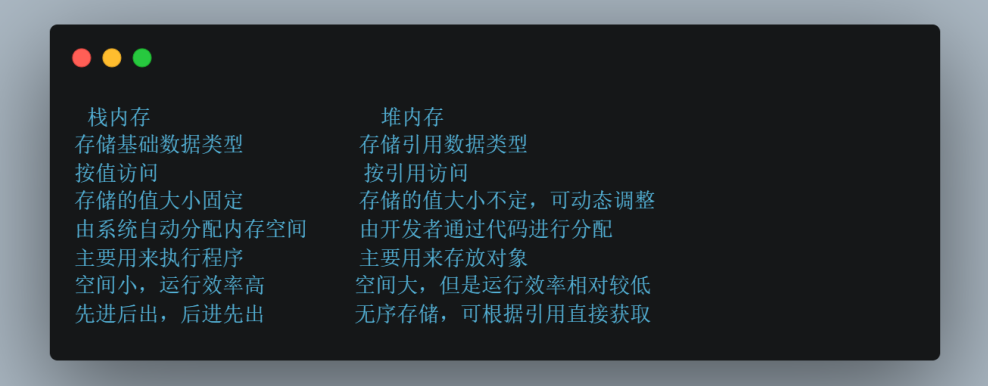 栈内存 堆内存
存储基础数据类型 存储引用数据类型
按值访问 按引用访问
存储的值大小固定 存储的值大小不定，可动态调整
由系统自动分配内存空间 由开发者通过代码进行分配
主要用来执行程序 主要用来存放对象
空间小，运行效率高 空间大，但是运行效率相对较低
先进后出，后进先出 无序存储，可根据引用直接获取